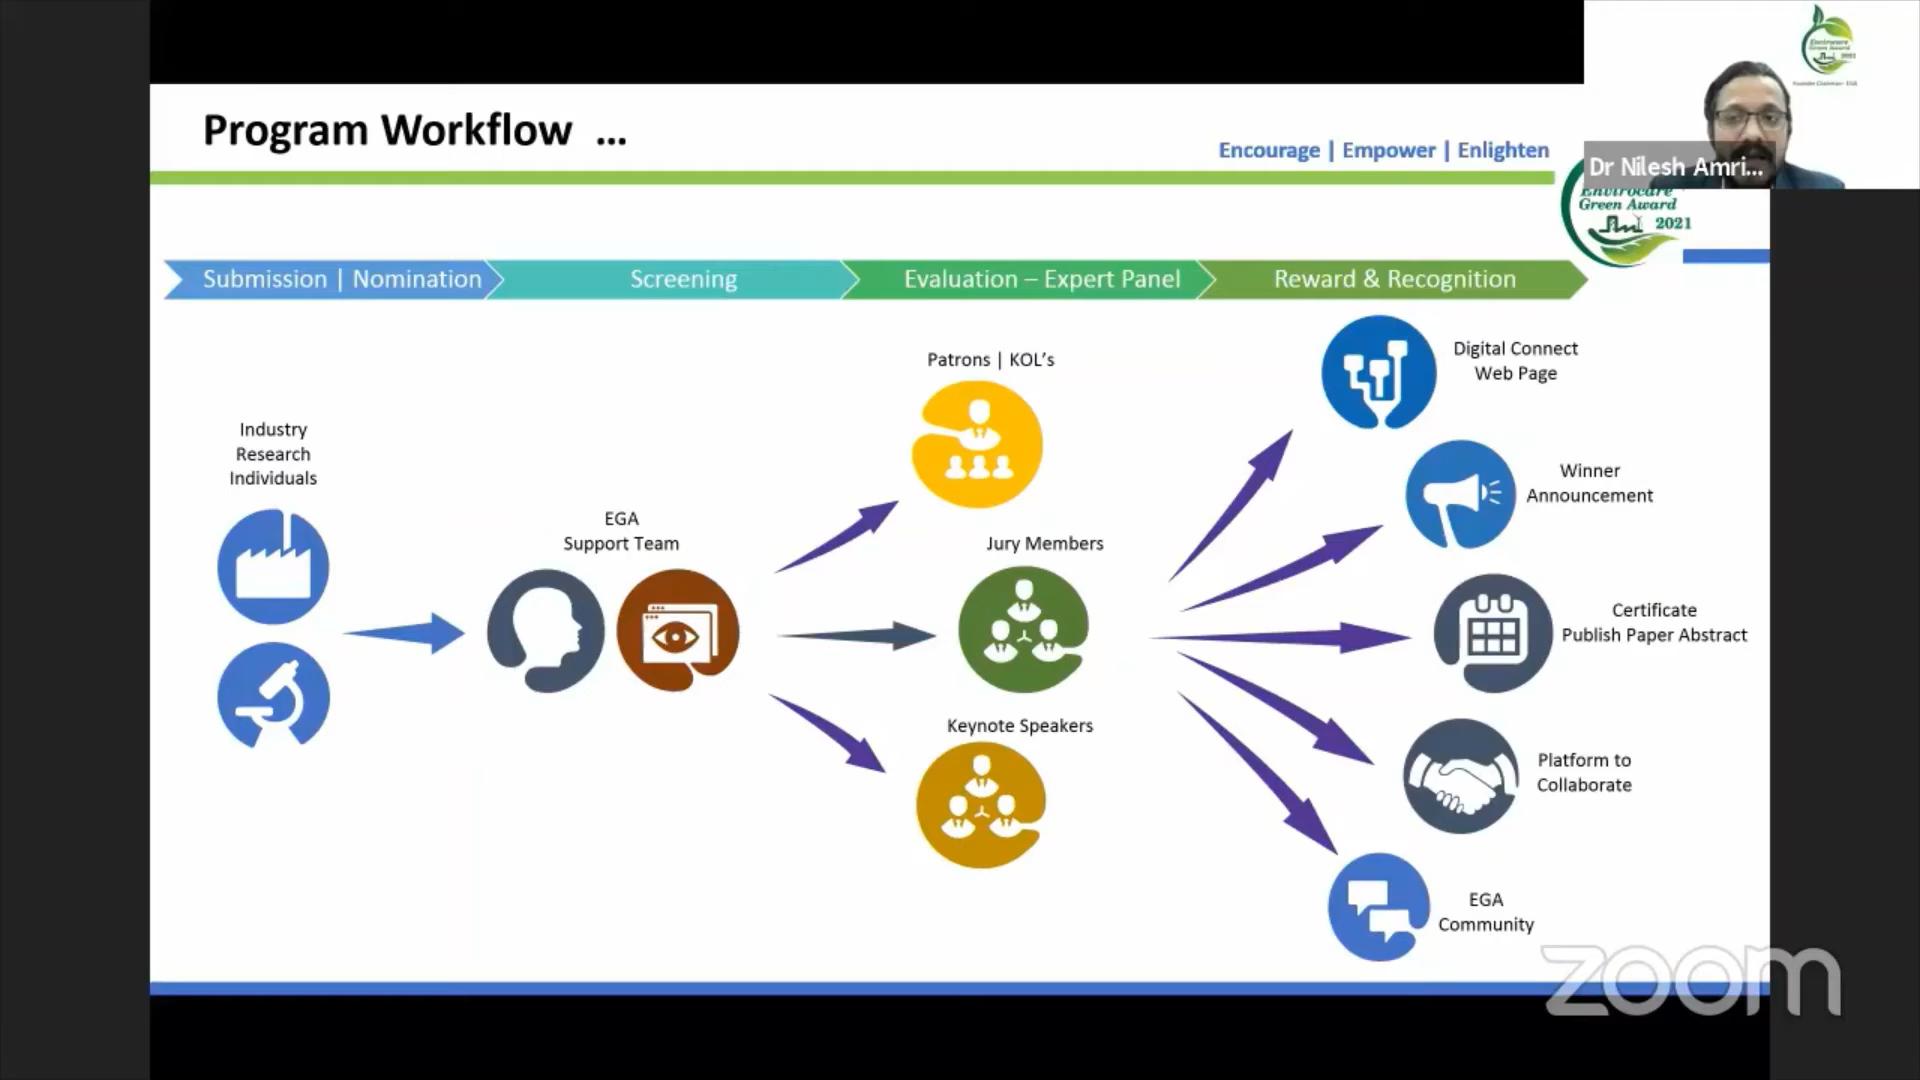 Program Workflow ...
Encourage | Empower | Enlighten
Dr Nilesh Amri...
Envirocare
Green Award
2021
Submission | Nomination
Screening
Evaluation – Expert Panel
Reward & Recognition
Industry
Research
Individuals
EGA
Support Team
Patrons | KOL's
Jury Members
Keynote Speakers
Digital Connect
Web Page
Winner
Announcement
Certificate
Publish Paper Abstract
Platform to
Collaborate
EGA
Community
zoom